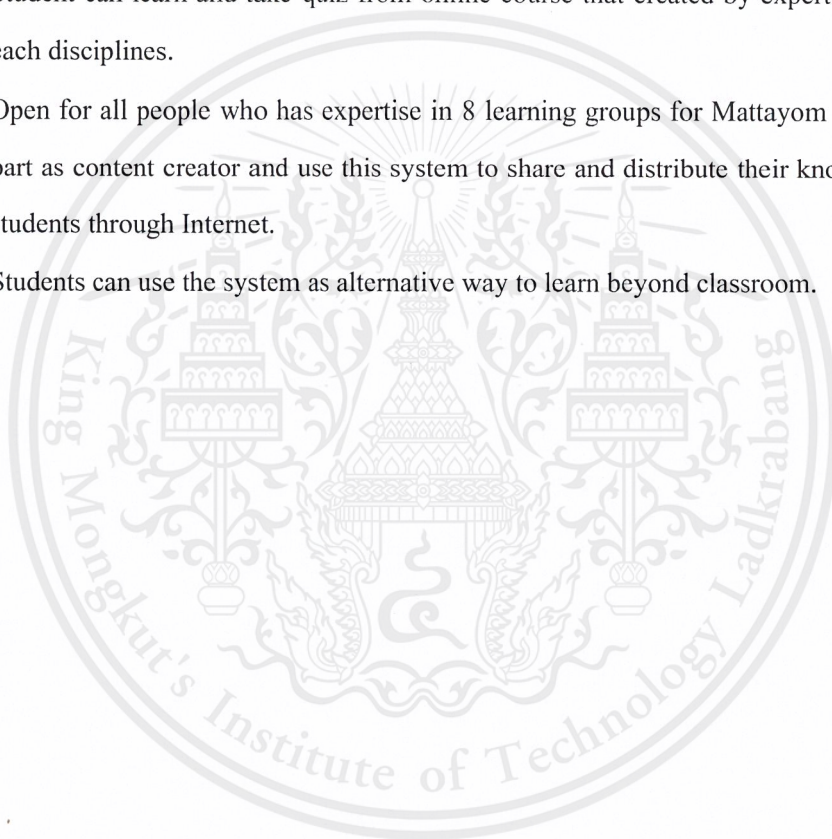 student can learn and take quiz from online course that created by expert
each disciplines.
Open for all people who has expertise in 8 learning groups for Mattayom
part as content creator and use this system to share and distribute their
students through Internet.
Students can use the system as alternative way to learn beyond classroom.
King Mongkut's Institute of Technology Ladkrabang